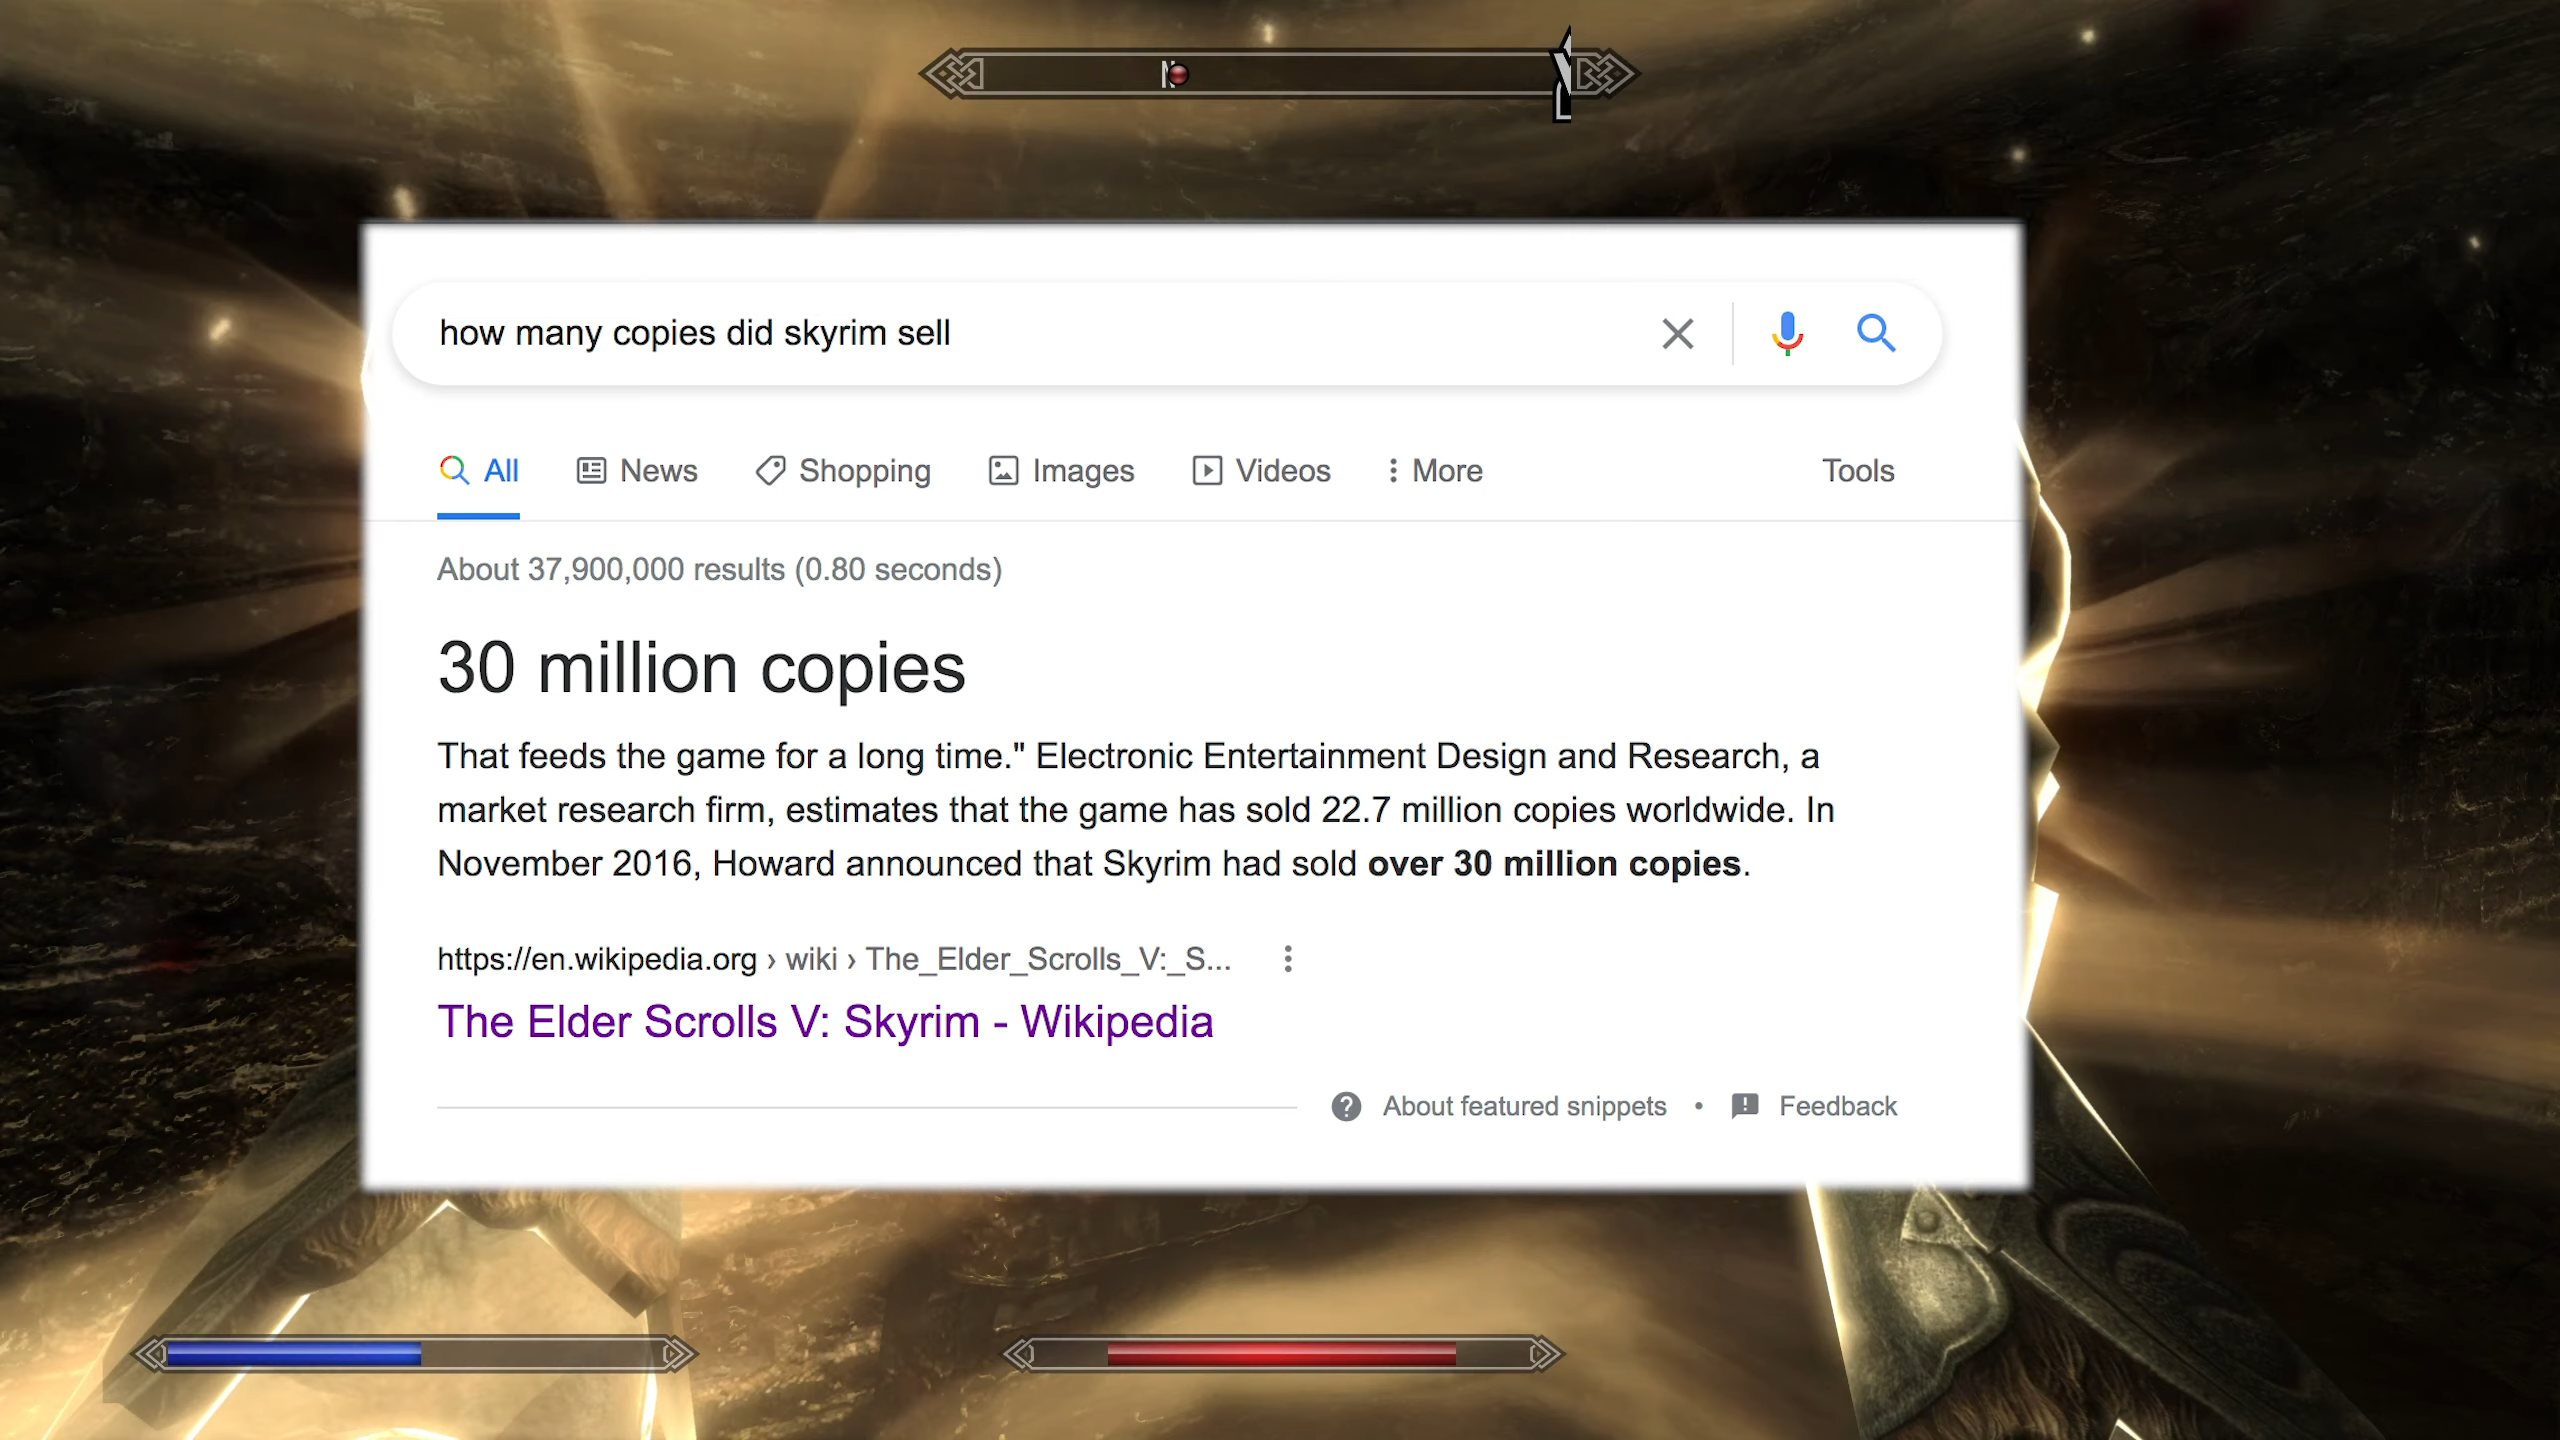 N
how many copies did skyrim sell
All News Shopping Images Videos More Tools
About 37,900,000 results (0.80 seconds)
30 million copies
That feeds the game for a long time." Electronic Entertainment Design and Research, a
market research firm, estimates that the game has sold 22.7 million copies worldwide. In
November 2016, Howard announced that Skyrim had sold over 30 million copies.
https://en.wikipedia.org › wiki › The_Elder_Scrolls_V:_S...
The Elder Scrolls V: Skyrim - Wikipedia
About featured snippets • Feedback